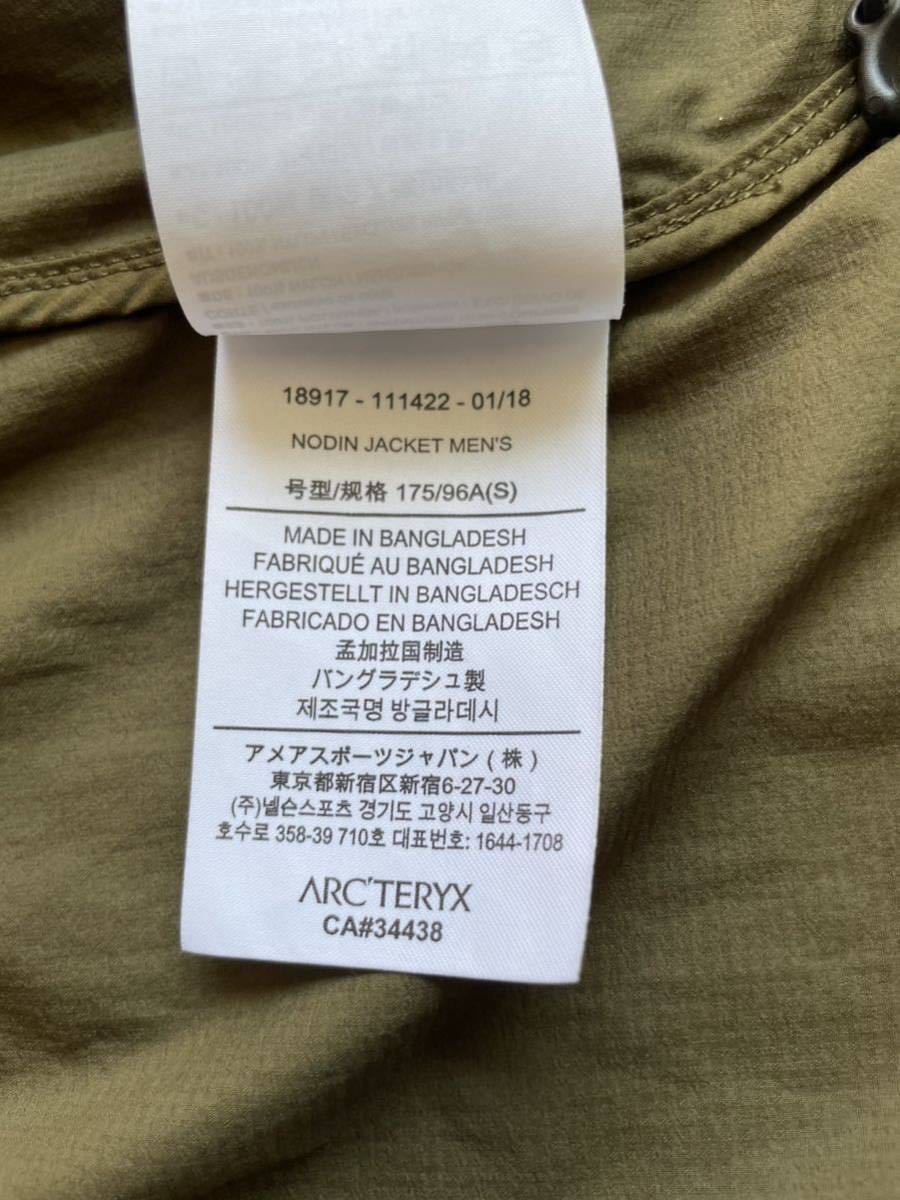 18917 - 111422 - 01/18
NODIN JACKET MEN'S
号型/规格 175/96A(S)
MADE IN BANGLADESH
FABRIQUÉ AU BANGLADESH
HERGESTELLT IN BANGLADESCH
FABRICADO EN BANGLADESH
孟加拉国制造
バングラデシュ製
제조국명 방글라데시
アメアスポーツジャパン ( 株 )
東京都新宿区新宿6-27-30
(주)넬슨스포츠 경기도 고양시 일산동구
호수로 358-39 710호 대표번호: 1644-1708
ARC'TERYX
CA#34438